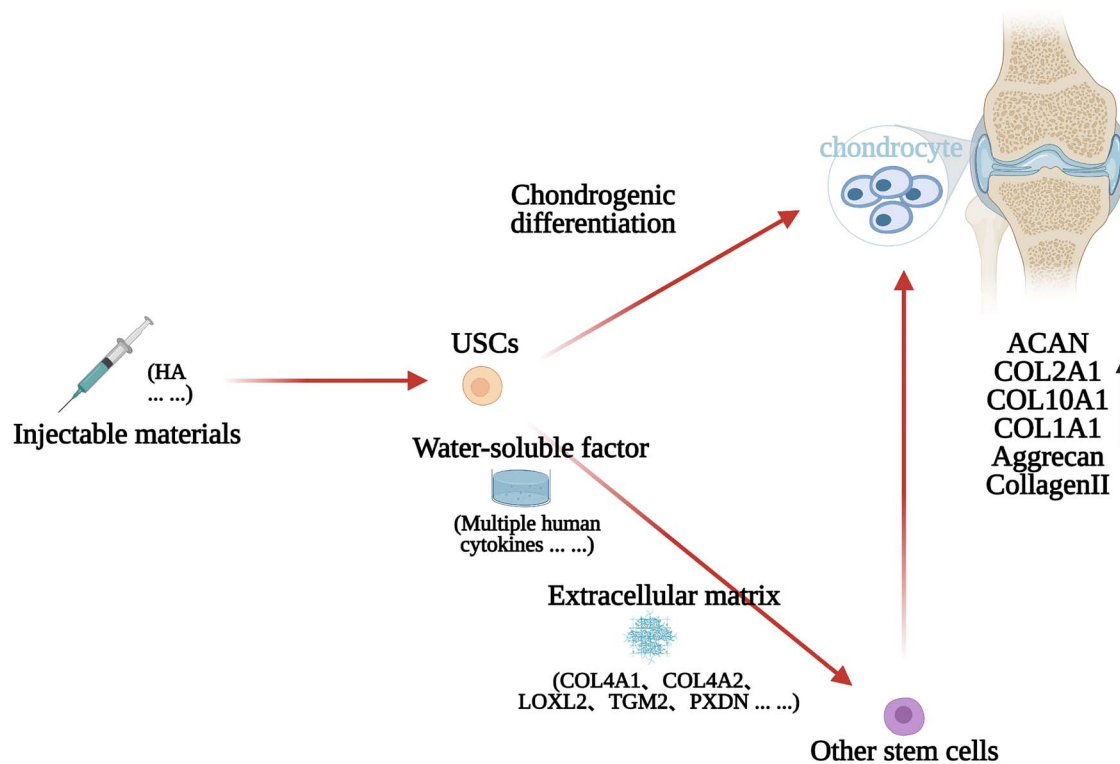 chondrocyte
Chondrogenic
differentiation
USCs
(HA
... ...)
Injectable materials
Water-soluble factor
(Multiple human
cytokines ... ...)
Extracellular matrix
(COL4A1、COL4A2、
LOXL2、TGM2、PXDN ... ...)
Other stem cells
ACAN
COL2A1
COL10A1
COL1A1
Aggrecan
CollagenII